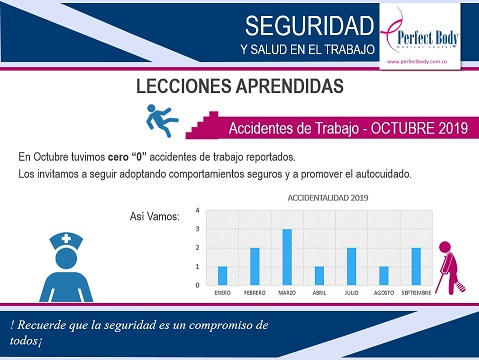 SEGURIDAD
Y SALUD EN EL TRABAJO
Perfect Body
medical center
www.perfectbody.com.co
LECCIONES APRENDIDAS
Accidentes de Trabajo - OCTUBRE 2019
En Octubre tuvimos cero “0” accidentes de trabajo reportados.
Los invitamos a seguir adoptando comportamientos seguros y a promover el autocuidado.
ACCIDENTALIDAD 2019
Así Vamos:
4
3
2
1
0
ENERO FEBRERO MARZO ABRIL JULIO AGOSTO SEPTIEMBRE
! Recuerde que la seguridad es un compromiso de
todos¡